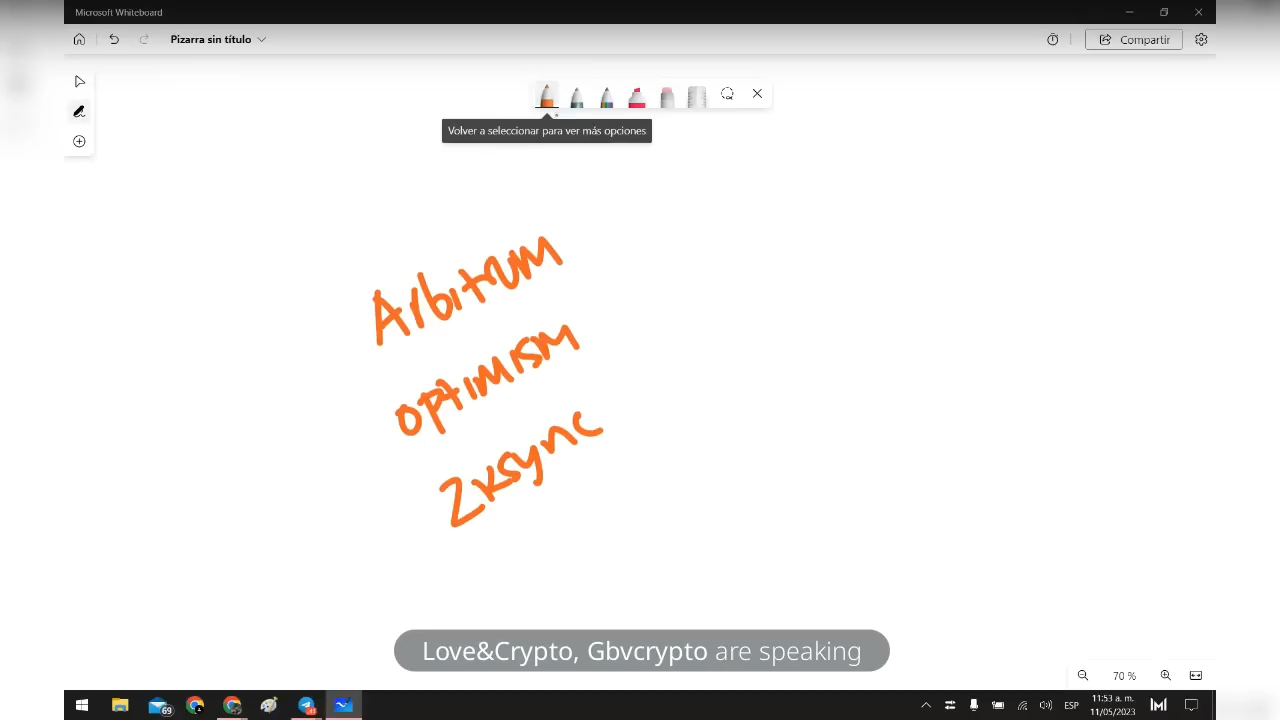 Microsoft Whiteboard
Pizarra sin título
Compartir
Volver a seleccionar para ver más opciones
Arbitrum
optimism
Zksync
Love&Crypto, Gbvcrypto are speaking
70 %
69
ESP
11:53 a. m.
11/05/2023